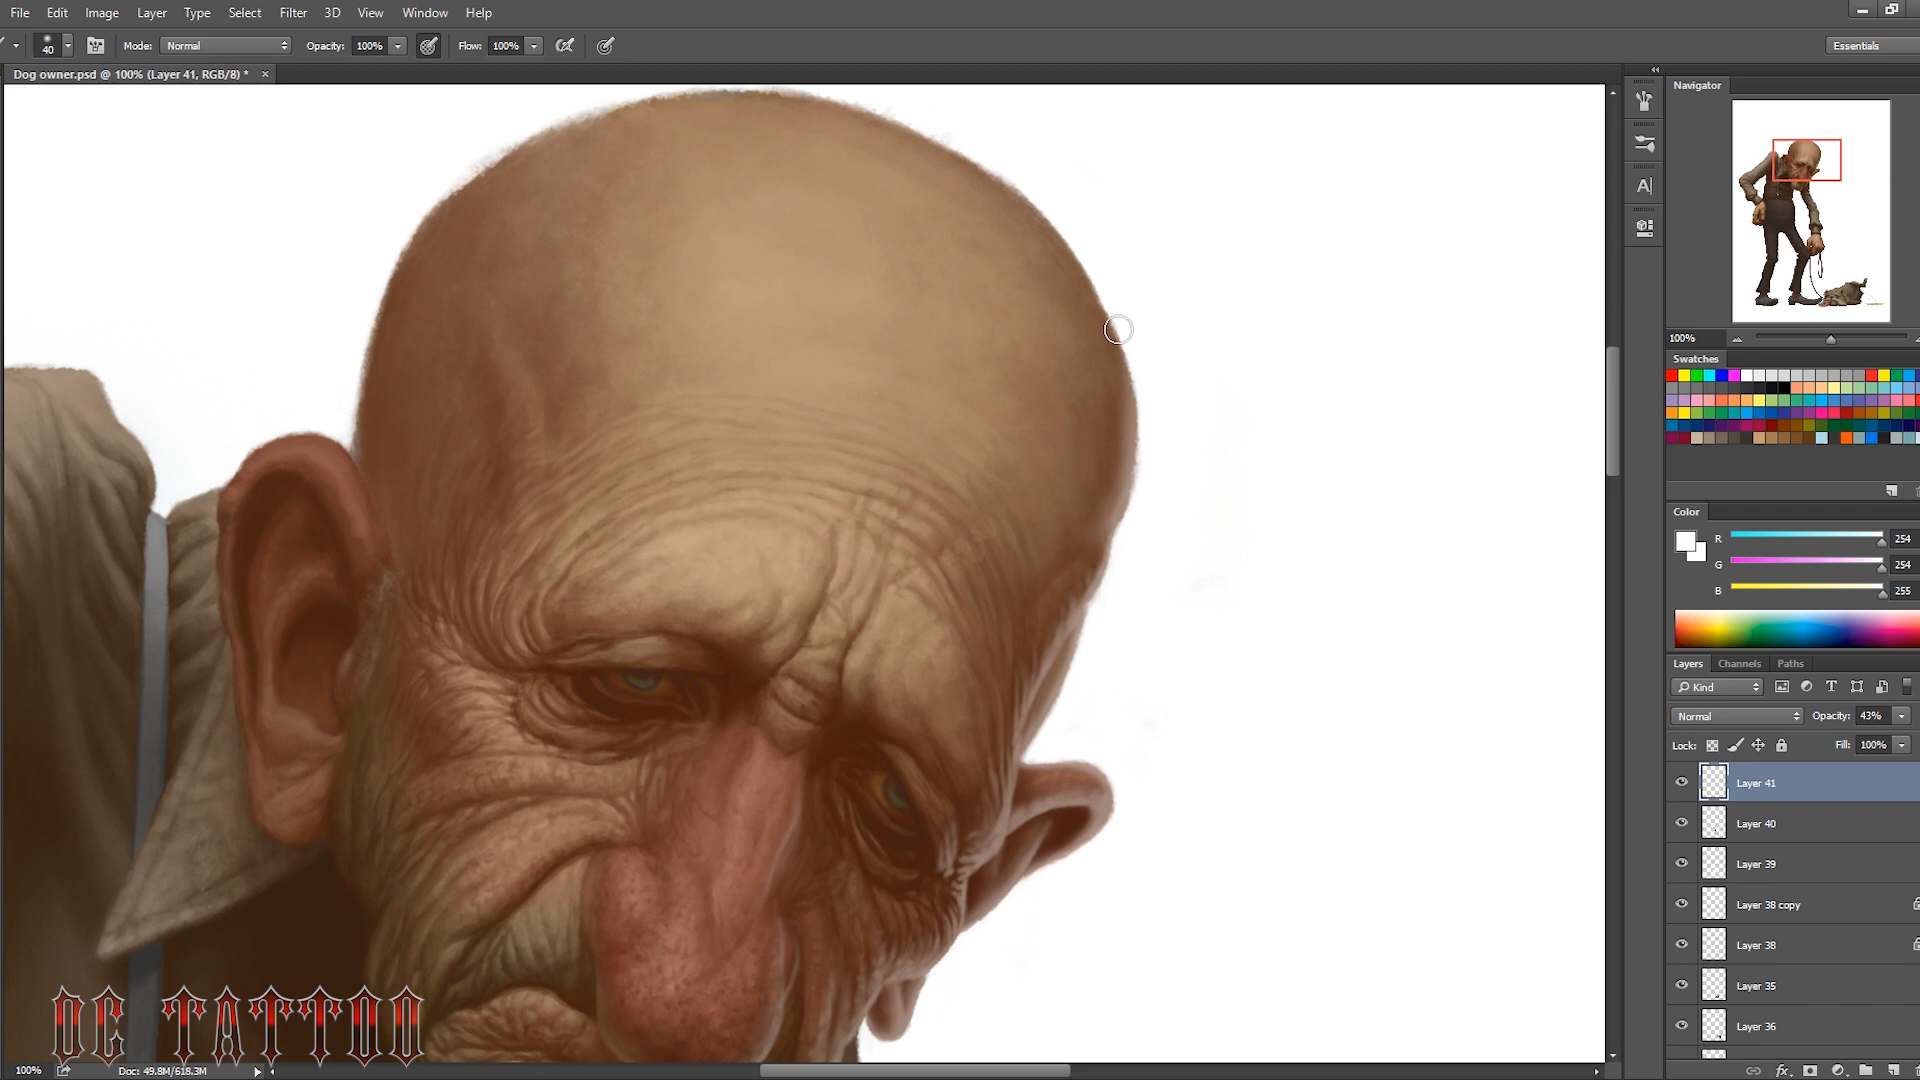 File Edit Image Layer Type Select Filter 3D View Window Help
40 Mode: Normal Opacity: 100% Flow: 100% Essentials
Dog owner.psd @ 100% (Layer 41, RGB/8) * ×
Navigator
100%
Swatches
Color
R 254
G 254
B 255
Layers Channels Paths
Kind
Normal Opacity: 43%
Lock: Fill: 100%
Layer 41
Layer 40
Layer 39
Layer 38 copy
Layer 38
Layer 35
Layer 36
DC TATTOO
100% Doc: 49.8M/618.3M